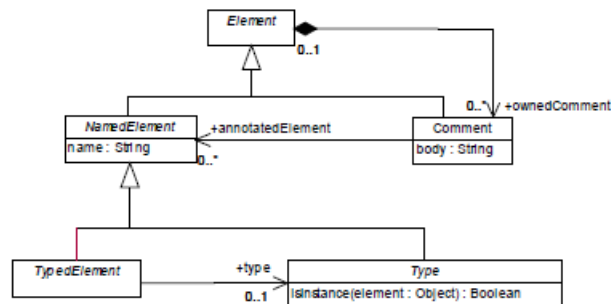 Element
0..1
0..*
+ownedComment
NamedElement
name : String
+annotatedElement
0..*
Comment
body : String
TypedElement
+type
0..1
Type
isInstance(element : Object) : Boolean